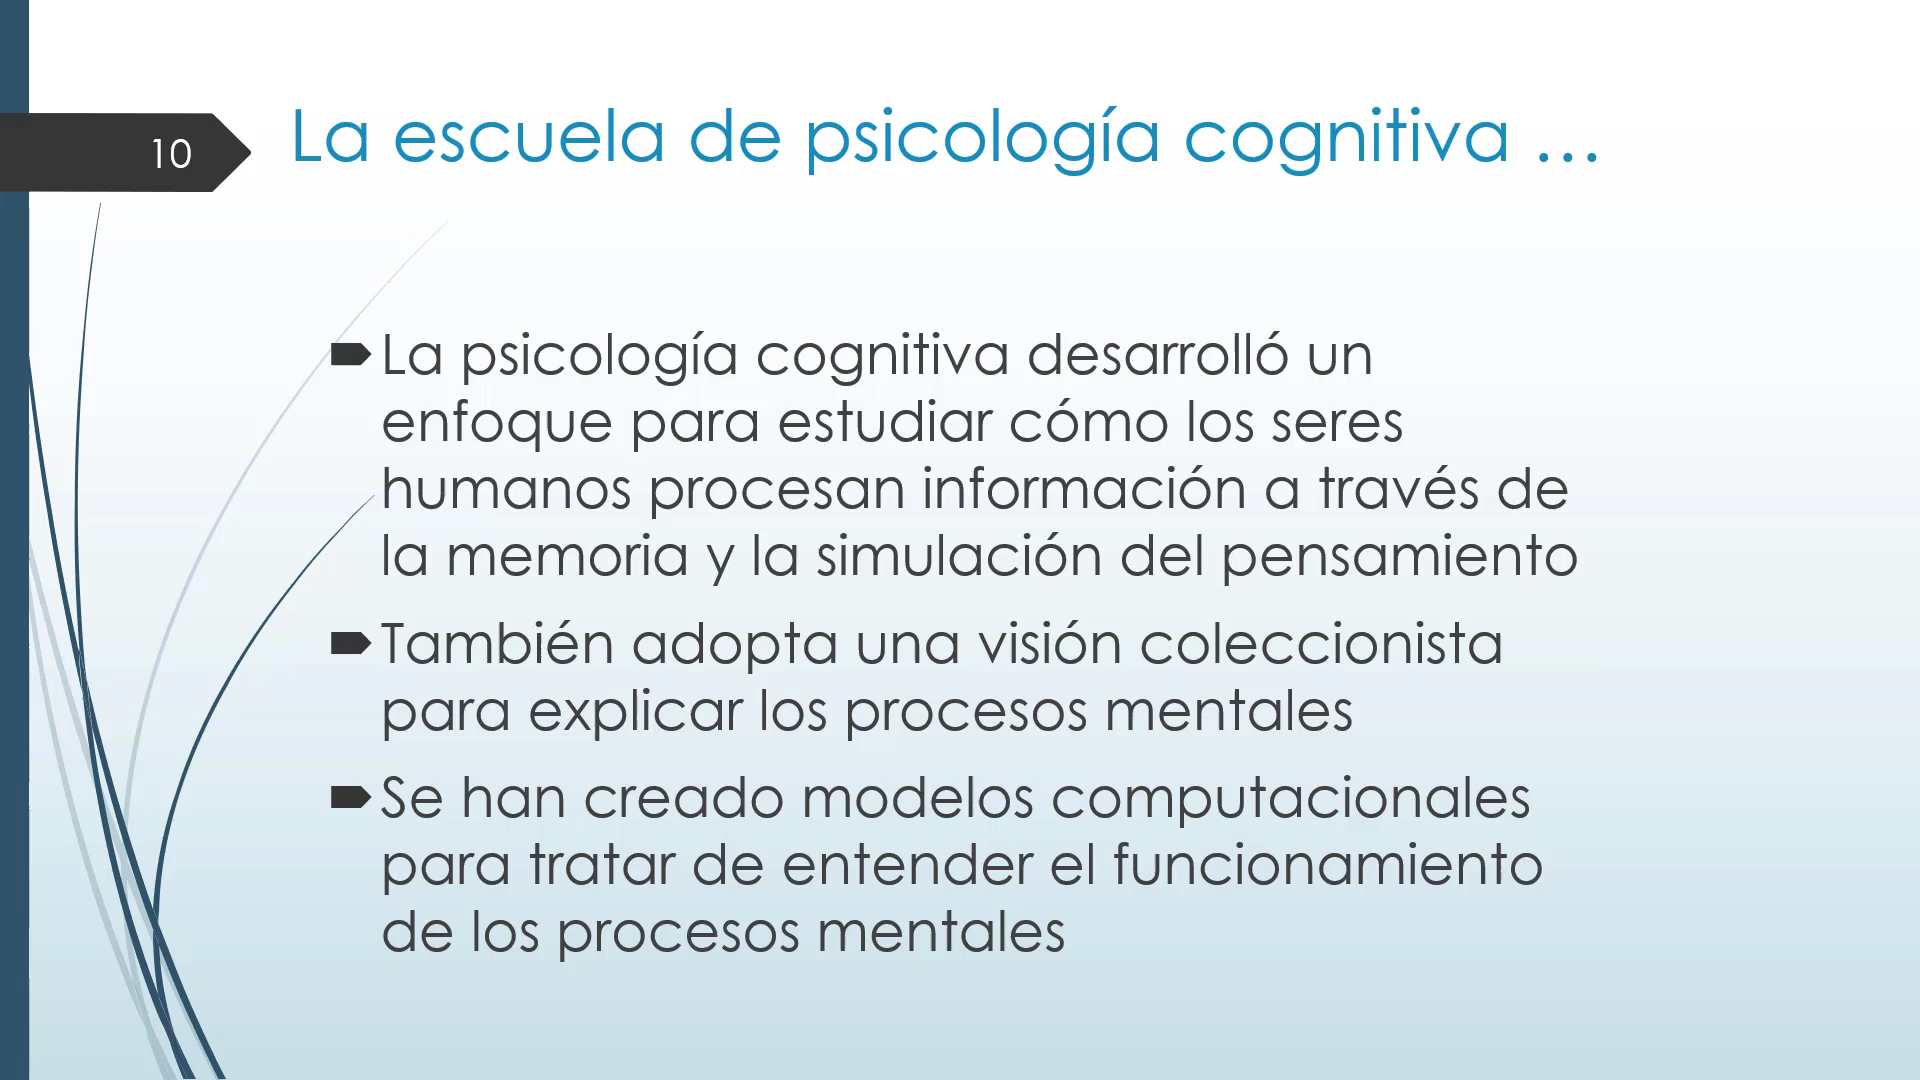 10
La escuela de psicología cognitiva ...
La psicología cognitiva desarrolló un
enfoque para estudiar cómo los seres
humanos procesan información a través de
la memoria y la simulación del pensamiento
También adopta una visión coleccionista
para explicar los procesos mentales
Se han creado modelos computacionales
para tratar de entender el funcionamiento
de los procesos mentales